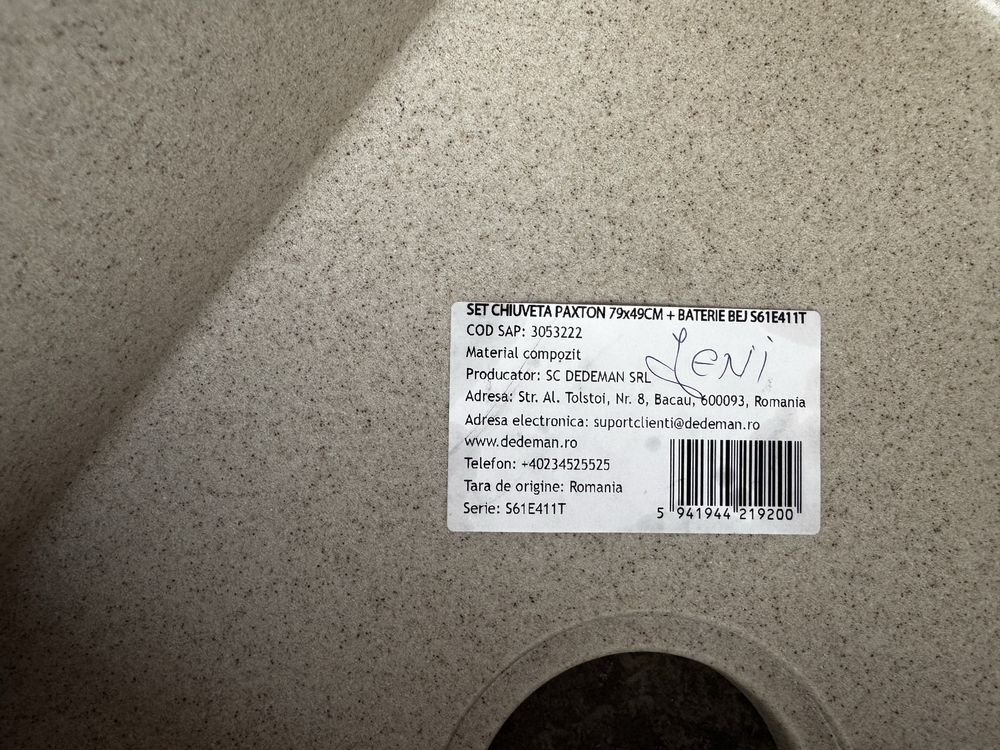 SET CHIUVETA PAXTON 79x49CM + BATERIE BEJ S61E411T
COD SAP: 3053222
Material compozit
Jeni
Producator: SC DEDEMAN SRL
Adresa: Str. Al. Tolstoi, Nr. 8, Bacau, 600093, Romania
Adresa electronica: suportclienti@dedeman.ro
www.dedeman.ro
Telefon: +40234525525
Tara de origine: Romania
Serie: S61E411T
5 941944 219200